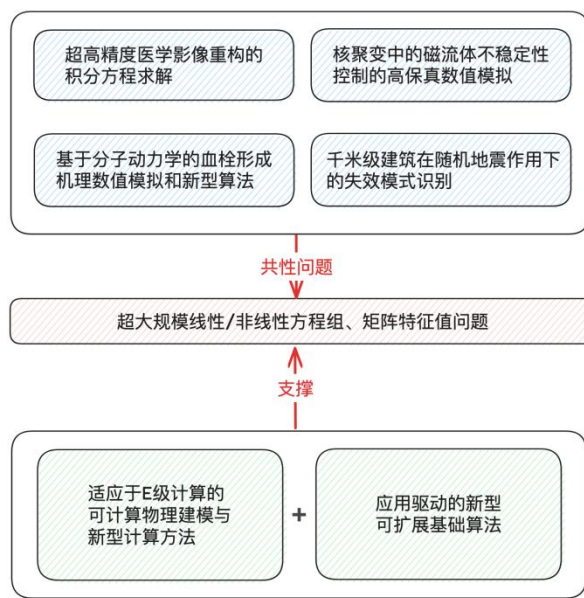 超高精度医学影像重构的
积分方程求解
核聚变中的磁流体不稳定性
控制的高保真数值模拟
基于分子动力学的血栓形成
机理数值模拟和新型算法
千米级建筑在随机地震作用下
的失效模式识别
共性问题
超大规模线性/非线性方程组、矩阵特征值问题
支撑
适应于E级计算的
可计算物理建模与
新型计算方法
+
应用驱动的新型
可扩展基础算法